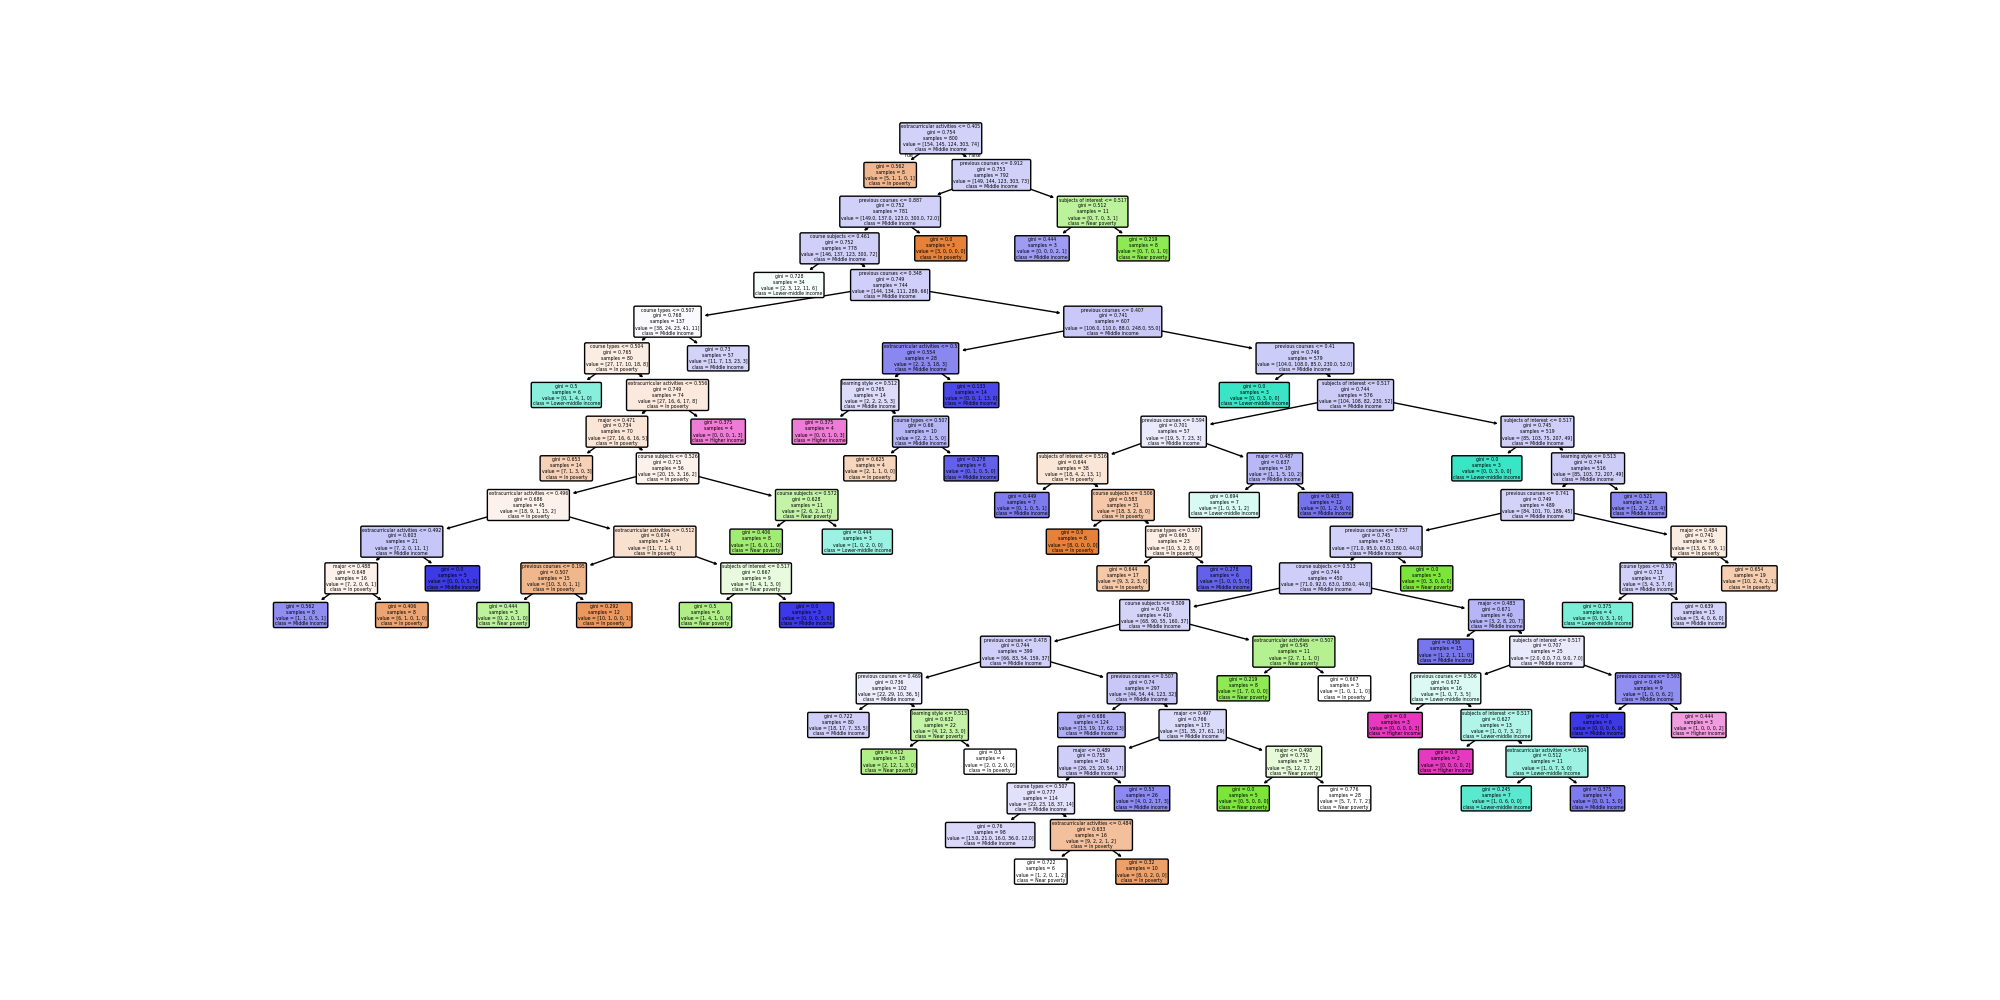 extracurricular activities <= 0.405
gini = 0.754
samples = 800
value = [154, 145, 124, 303, 74]
class = Middle income
gini = 0.562
samples = 8
value = [5, 1, 1, 0, 1]
class = In poverty
previous courses <= 0.912
gini = 0.753
samples = 792
value = [149, 144, 123, 303, 73]
class = Middle income
previous courses <= 0.887
gini = 0.752
samples = 781
value = [149.0, 137.0, 123.0, 300.0, 72.0]
class = Middle income
subjects of interest <= 0.517
gini = 0.512
samples = 11
value = [0, 7, 0, 3, 1]
class = Near poverty
course subjects <= 0.461
gini = 0.752
samples = 778
value = [146, 137, 123, 300, 72]
class = Middle income
gini = 0.0
samples = 3
value = [3, 0, 0, 0, 0]
class = In poverty
gini = 0.444
samples = 3
value = [0, 0, 0, 2, 1]
class = Middle income
gini = 0.219
samples = 8
value = [0, 7, 0, 1, 0]
class = Near poverty
gini = 0.728
samples = 34
value = [2, 3, 12, 11, 6]
class = Lower-middle income
previous courses <= 0.348
gini = 0.749
samples = 744
value = [144, 134, 111, 289, 66]
class = Middle income
course types <= 0.507
gini = 0.768
samples = 137
value = [38, 24, 23, 41, 11]
class = Middle income
previous courses <= 0.407
gini = 0.741
samples = 607
value = [106.0, 110.0, 88.0, 248.0, 55.0]
class = Middle income
course types <= 0.504
gini = 0.765
samples = 80
value = [27, 17, 10, 18, 8]
class = In poverty
gini = 0.73
samples = 57
value = [11, 7, 13, 23, 3]
class = Middle income
extracurricular activities <= 0.5
gini = 0.554
samples = 28
value = [2, 2, 3, 18, 3]
class = Middle income
previous courses <= 0.41
gini = 0.746
samples = 579
value = [104.0, 108.0, 85.0, 230.0, 52.0]
class = Middle income
gini = 0.5
samples = 6
value = [0, 1, 4, 1, 0]
class = Lower-middle income
extracurricular activities <= 0.556
gini = 0.749
samples = 74
value = [27, 16, 6, 17, 8]
class = In poverty
learning style <= 0.512
gini = 0.765
samples = 14
value = [2, 2, 2, 5, 3]
class = Middle income
gini = 0.133
samples = 14
value = [0, 0, 1, 13, 0]
class = Middle income
gini = 0.0
samples = 3
value = [0, 0, 3, 0, 0]
class = Lower-middle income
subjects of interest <= 0.517
gini = 0.744
samples = 576
value = [104, 108, 82, 230, 52]
class = Middle income
major <= 0.471
gini = 0.734
samples = 70
value = [27, 16, 6, 16, 5]
class = In poverty
gini = 0.375
samples = 4
value = [0, 0, 0, 1, 3]
class = Higher income
gini = 0.375
samples = 4
value = [0, 0, 1, 0, 3]
class = Higher income
course types <= 0.507
gini = 0.66
samples = 10
value = [2, 2, 1, 5, 0]
class = Middle income
previous courses <= 0.594
gini = 0.701
samples = 57
value = [19, 5, 7, 23, 3]
class = Middle income
subjects of interest <= 0.517
gini = 0.745
samples = 519
value = [85, 103, 75, 207, 49]
class = Middle income
gini = 0.653
samples = 14
value = [7, 1, 3, 0, 3]
class = In poverty
course subjects <= 0.526
gini = 0.715
samples = 56
value = [20, 15, 3, 16, 2]
class = In poverty
gini = 0.625
samples = 4
value = [2, 1, 1, 0, 0]
class = In poverty
gini = 0.278
samples = 6
value = [0, 1, 0, 5, 0]
class = Middle income
subjects of interest <= 0.516
gini = 0.644
samples = 38
value = [18, 4, 2, 13, 1]
class = In poverty
major <= 0.487
gini = 0.637
samples = 19
value = [1, 1, 5, 10, 2]
class = Middle income
gini = 0.0
samples = 3
value = [0, 0, 3, 0, 0]
class = Lower-middle income
learning style <= 0.513
gini = 0.744
samples = 516
value = [85, 103, 72, 207, 49]
class = Middle income
extracurricular activities <= 0.496
gini = 0.686
samples = 45
value = [18, 9, 1, 15, 2]
class = In poverty
course subjects <= 0.572
gini = 0.628
samples = 11
value = [2, 6, 2, 1, 0]
class = Near poverty
gini = 0.449
samples = 7
value = [0, 1, 0, 5, 1]
class = Middle income
course subjects <= 0.506
gini = 0.583
samples = 31
value = [18, 3, 2, 8, 0]
class = In poverty
gini = 0.694
samples = 7
value = [1, 0, 3, 1, 2]
class = Lower-middle income
gini = 0.403
samples = 12
value = [0, 1, 2, 9, 0]
class = Middle income
previous courses <= 0.741
gini = 0.749
samples = 489
value = [84, 101, 70, 189, 45]
class = Middle income
gini = 0.521
samples = 27
value = [1, 2, 2, 18, 4]
class = Middle income
extracurricular activities <= 0.492
gini = 0.603
samples = 21
value = [7, 2, 0, 11, 1]
class = Middle income
extracurricular activities <= 0.512
gini = 0.674
samples = 24
value = [11, 7, 1, 4, 1]
class = In poverty
gini = 0.406
samples = 8
value = [1, 6, 0, 1, 0]
class = Near poverty
gini = 0.444
samples = 3
value = [1, 0, 2, 0, 0]
class = Lower-middle income
gini = 0.0
samples = 8
value = [8, 0, 0, 0, 0]
class = In poverty
course types <= 0.507
gini = 0.665
samples = 23
value = [10, 3, 2, 8, 0]
class = In poverty
previous courses <= 0.737
gini = 0.745
samples = 453
value = [71.0, 95.0, 63.0, 180.0, 44.0]
class = Middle income
major <= 0.484
gini = 0.741
samples = 36
value = [13, 6, 7, 9, 1]
class = In poverty
major <= 0.488
gini = 0.648
samples = 16
value = [7, 2, 0, 6, 1]
class = In poverty
gini = 0.0
samples = 5
value = [0, 0, 0, 5, 0]
class = Middle income
previous courses <= 0.195
gini = 0.507
samples = 15
value = [10, 3, 0, 1, 1]
class = In poverty
subjects of interest <= 0.517
gini = 0.667
samples = 9
value = [1, 4, 1, 3, 0]
class = Near poverty
gini = 0.644
samples = 17
value = [9, 3, 2, 3, 0]
class = In poverty
gini = 0.278
samples = 6
value = [1, 0, 0, 5, 0]
class = Middle income
course subjects <= 0.513
gini = 0.744
samples = 450
value = [71.0, 92.0, 63.0, 180.0, 44.0]
class = Middle income
gini = 0.0
samples = 3
value = [0, 3, 0, 0, 0]
class = Near poverty
course types <= 0.507
gini = 0.713
samples = 17
value = [3, 4, 3, 7, 0]
class = Middle income
gini = 0.654
samples = 19
value = [10, 2, 4, 2, 1]
class = In poverty
gini = 0.562
samples = 8
value = [1, 1, 0, 5, 1]
class = Middle income
gini = 0.406
samples = 8
value = [6, 1, 0, 1, 0]
class = In poverty
gini = 0.444
samples = 3
value = [0, 2, 0, 1, 0]
class = Near poverty
gini = 0.292
samples = 12
value = [10, 1, 0, 0, 1]
class = In poverty
gini = 0.5
samples = 6
value = [1, 4, 1, 0, 0]
class = Near poverty
gini = 0.0
samples = 3
value = [0, 0, 0, 3, 0]
class = Middle income
course subjects <= 0.509
gini = 0.746
samples = 410
value = [68, 90, 55, 160, 37]
class = Middle income
major <= 0.483
gini = 0.671
samples = 40
value = [3, 2, 8, 20, 7]
class = Middle income
gini = 0.375
samples = 4
value = [0, 0, 3, 1, 0]
class = Lower-middle income
gini = 0.639
samples = 13
value = [3, 4, 0, 6, 0]
class = Middle income
previous courses <= 0.478
gini = 0.744
samples = 399
value = [66, 83, 54, 159, 37]
class = Middle income
extracurricular activities <= 0.507
gini = 0.545
samples = 11
value = [2, 7, 1, 1, 0]
class = Near poverty
gini = 0.436
samples = 15
value = [1, 2, 1, 11, 0]
class = Middle income
subjects of interest <= 0.517
gini = 0.707
samples = 25
value = [2.0, 0.0, 7.0, 9.0, 7.0]
class = Middle income
previous courses <= 0.469
gini = 0.736
samples = 102
value = [22, 29, 10, 36, 5]
class = Middle income
previous courses <= 0.507
gini = 0.74
samples = 297
value = [44, 54, 44, 123, 32]
class = Middle income
gini = 0.219
samples = 8
value = [1, 7, 0, 0, 0]
class = Near poverty
gini = 0.667
samples = 3
value = [1, 0, 1, 1, 0]
class = In poverty
previous courses <= 0.506
gini = 0.672
samples = 16
value = [1, 0, 7, 3, 5]
class = Lower-middle income
previous courses <= 0.593
gini = 0.494
samples = 9
value = [1, 0, 0, 6, 2]
class = Middle income
gini = 0.722
samples = 80
value = [18, 17, 7, 33, 5]
class = Middle income
learning style <= 0.513
gini = 0.632
samples = 22
value = [4, 12, 3, 3, 0]
class = Near poverty
gini = 0.686
samples = 124
value = [13, 19, 17, 62, 13]
class = Middle income
major <= 0.497
gini = 0.766
samples = 173
value = [31, 35, 27, 61, 19]
class = Middle income
gini = 0.0
samples = 3
value = [0, 0, 0, 0, 3]
class = Higher income
subjects of interest <= 0.517
gini = 0.627
samples = 13
value = [1, 0, 7, 3, 2]
class = Lower-middle income
gini = 0.0
samples = 6
value = [0, 0, 0, 6, 0]
class = Middle income
gini = 0.444
samples = 3
value = [1, 0, 0, 0, 2]
class = Higher income
gini = 0.512
samples = 18
value = [2, 12, 1, 3, 0]
class = Near poverty
gini = 0.5
samples = 4
value = [2, 0, 2, 0, 0]
class = In poverty
major <= 0.489
gini = 0.755
samples = 140
value = [26, 23, 20, 54, 17]
class = Middle income
major <= 0.498
gini = 0.751
samples = 33
value = [5, 12, 7, 7, 2]
class = Near poverty
gini = 0.0
samples = 2
value = [0, 0, 0, 0, 2]
class = Higher income
extracurricular activities <= 0.504
gini = 0.512
samples = 11
value = [1, 0, 7, 3, 0]
class = Lower-middle income
course types <= 0.507
gini = 0.777
samples = 114
value = [22, 23, 18, 37, 14]
class = Middle income
gini = 0.53
samples = 26
value = [4, 0, 2, 17, 3]
class = Middle income
gini = 0.0
samples = 5
value = [0, 5, 0, 0, 0]
class = Near poverty
gini = 0.776
samples = 28
value = [5, 7, 7, 7, 2]
class = Near poverty
gini = 0.245
samples = 7
value = [1, 0, 6, 0, 0]
class = Lower-middle income
gini = 0.375
samples = 4
value = [0, 0, 1, 3, 0]
class = Middle income
gini = 0.76
samples = 98
value = [13.0, 21.0, 16.0, 36.0, 12.0]
class = Middle income
extracurricular activities <= 0.484
gini = 0.633
samples = 16
value = [9, 2, 2, 1, 2]
class = In poverty
gini = 0.722
samples = 6
value = [1, 2, 0, 1, 2]
class = Near poverty
gini = 0.32
samples = 10
value = [8, 0, 2, 0, 0]
class = In poverty